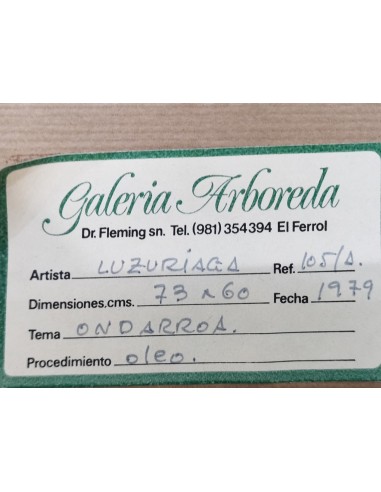 Galeria Arboreda
Dr. Fleming sn. Tel. (981) 354394 El Ferrol
Artista LUZURIAGA Ref. 105/A.
Dimensiones,cms. 73 x 60 Fecha 1979
Tema ONDARROA.
Procedimiento oleo.